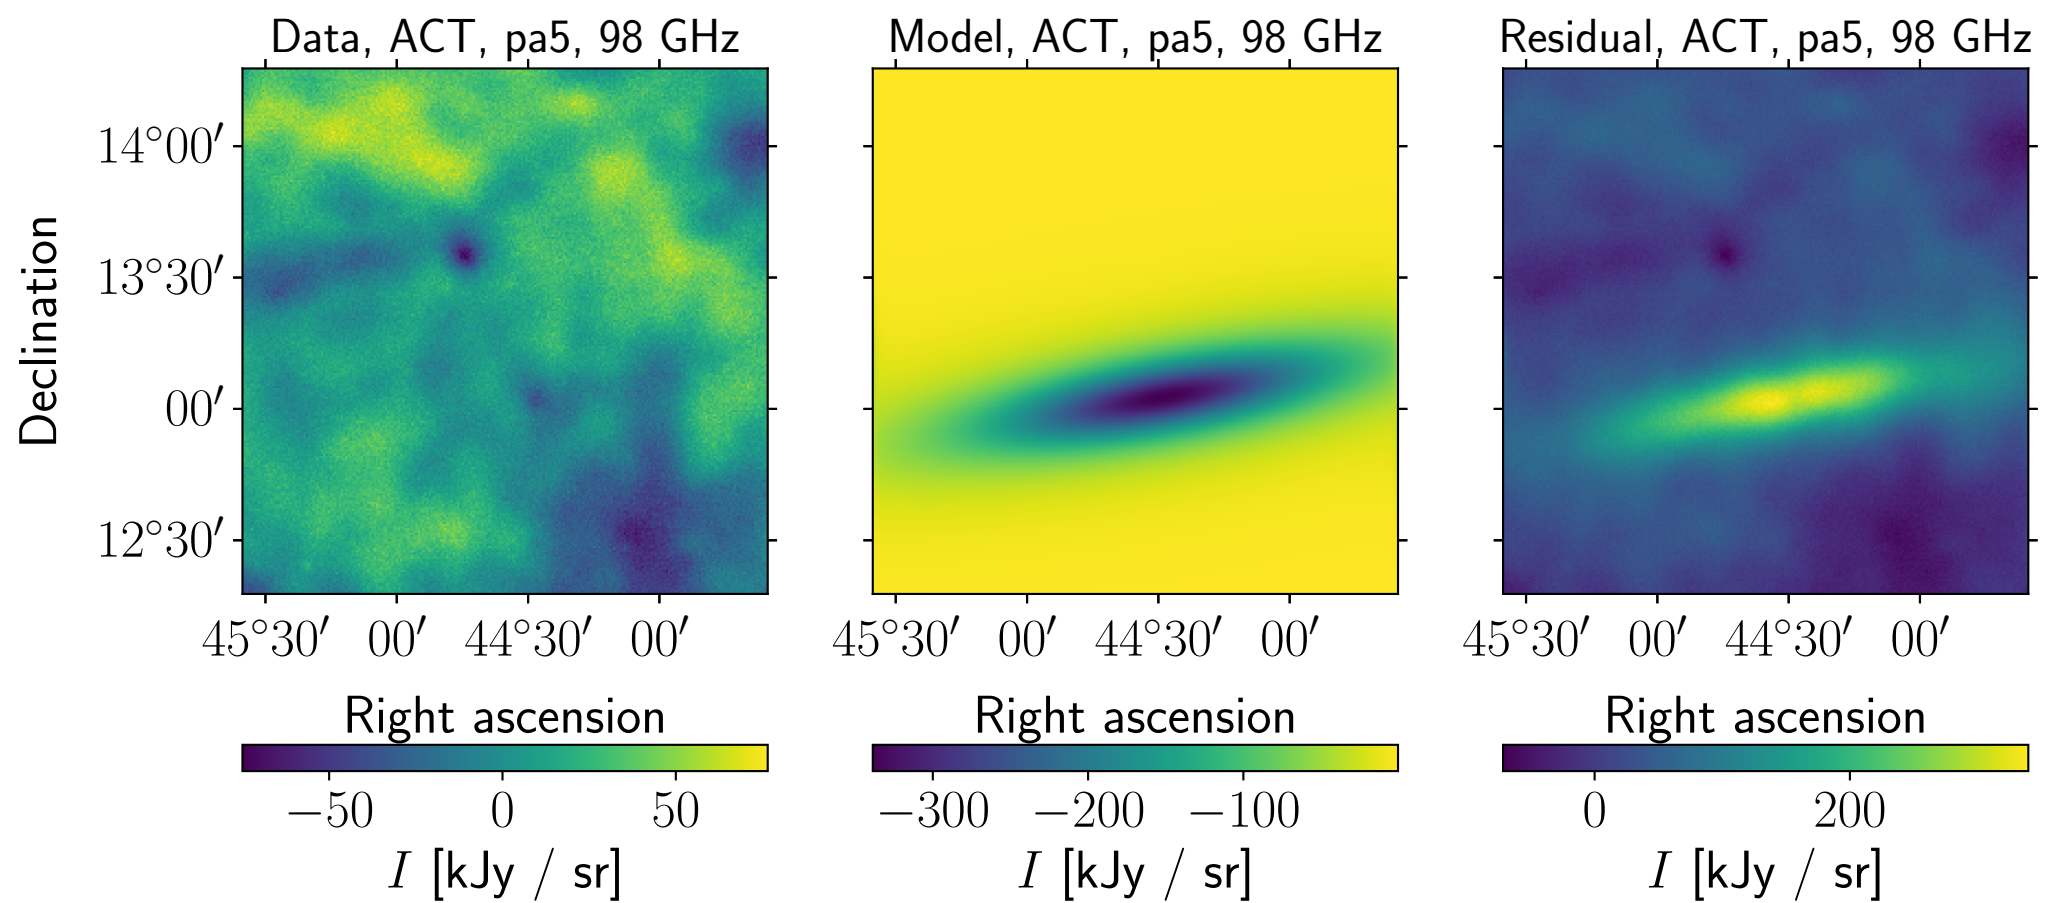 Data, ACT, pa5, 98 GHz
Model, ACT, pa5, 98 GHz
Residual, ACT, pa5, 98 GHz
Declination
14°00′
13°30′
00′
12°30′
45°30′ 00′ 44°30′ 00′
45°30′ 00′ 44°30′ 00′
45°30′ 00′ 44°30′ 00′
Right ascension
Right ascension
Right ascension
−50 0 50
−300 −200 −100
0 200
I [kJy / sr]
I [kJy / sr]
I [kJy / sr]